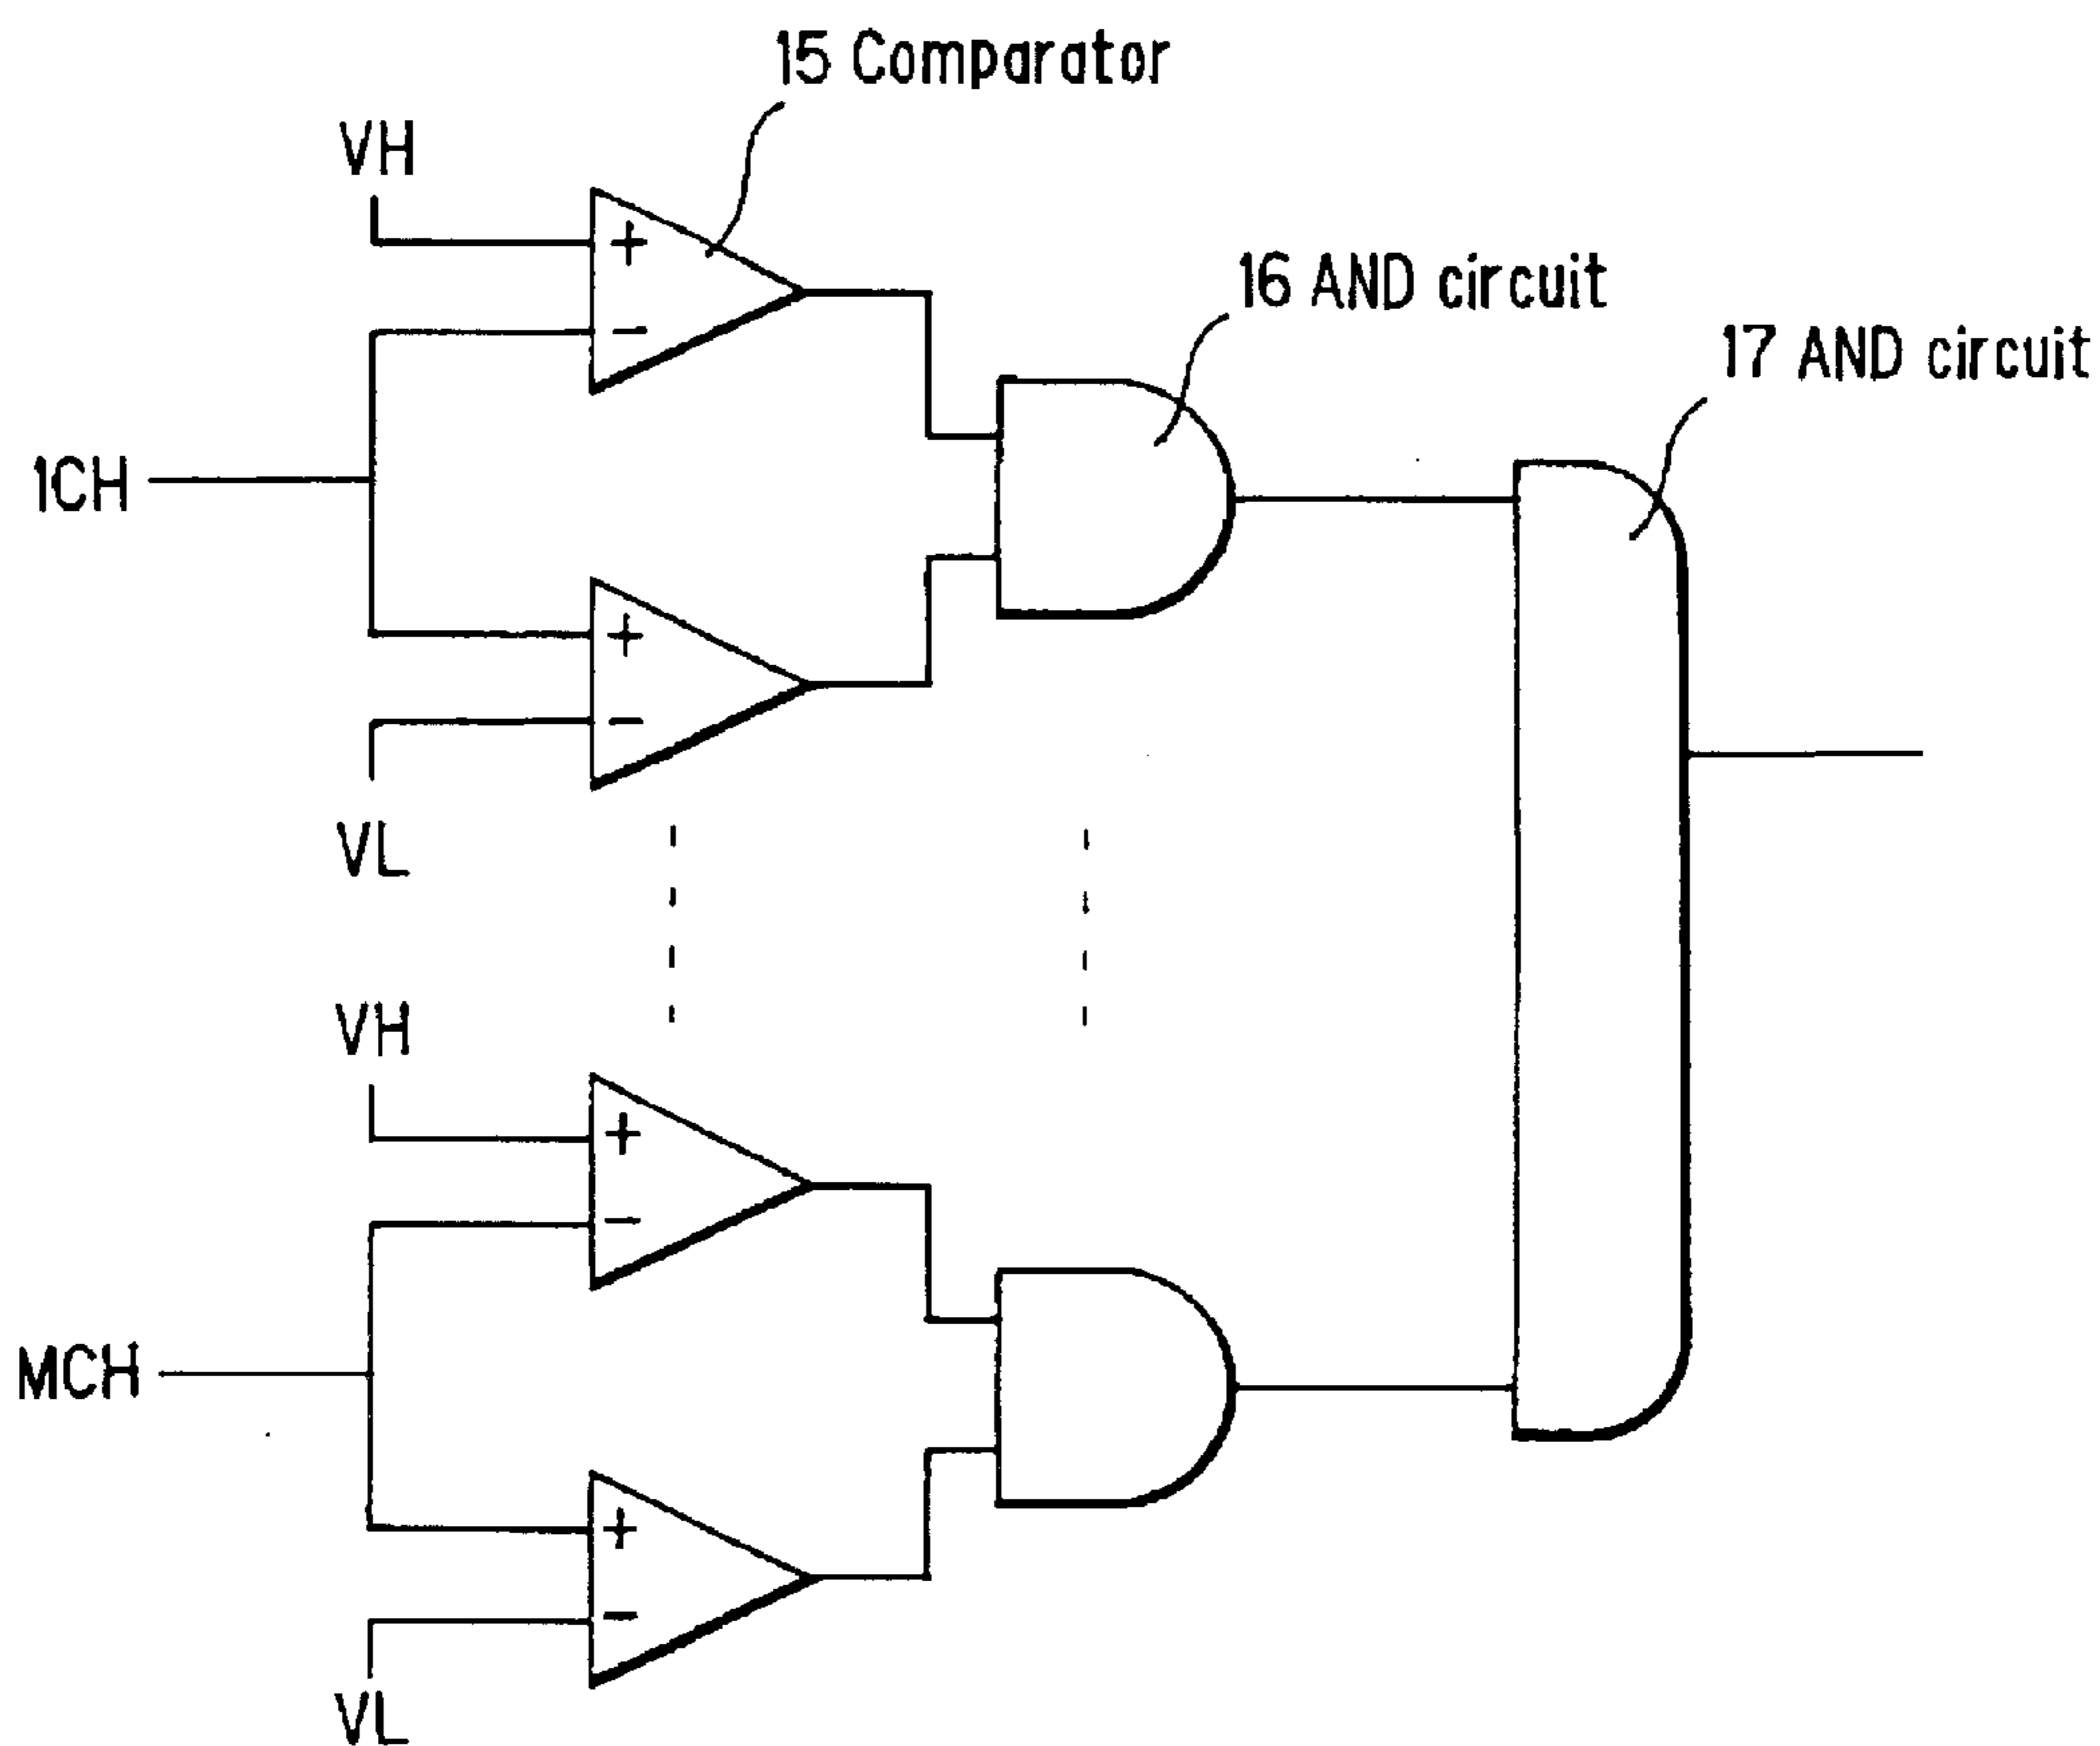 15 Comparator
VH
+
−
16 AND circuit
17 AND circuit
1CH
+
−
VL
VH
+
−
MCH
+
−
VL